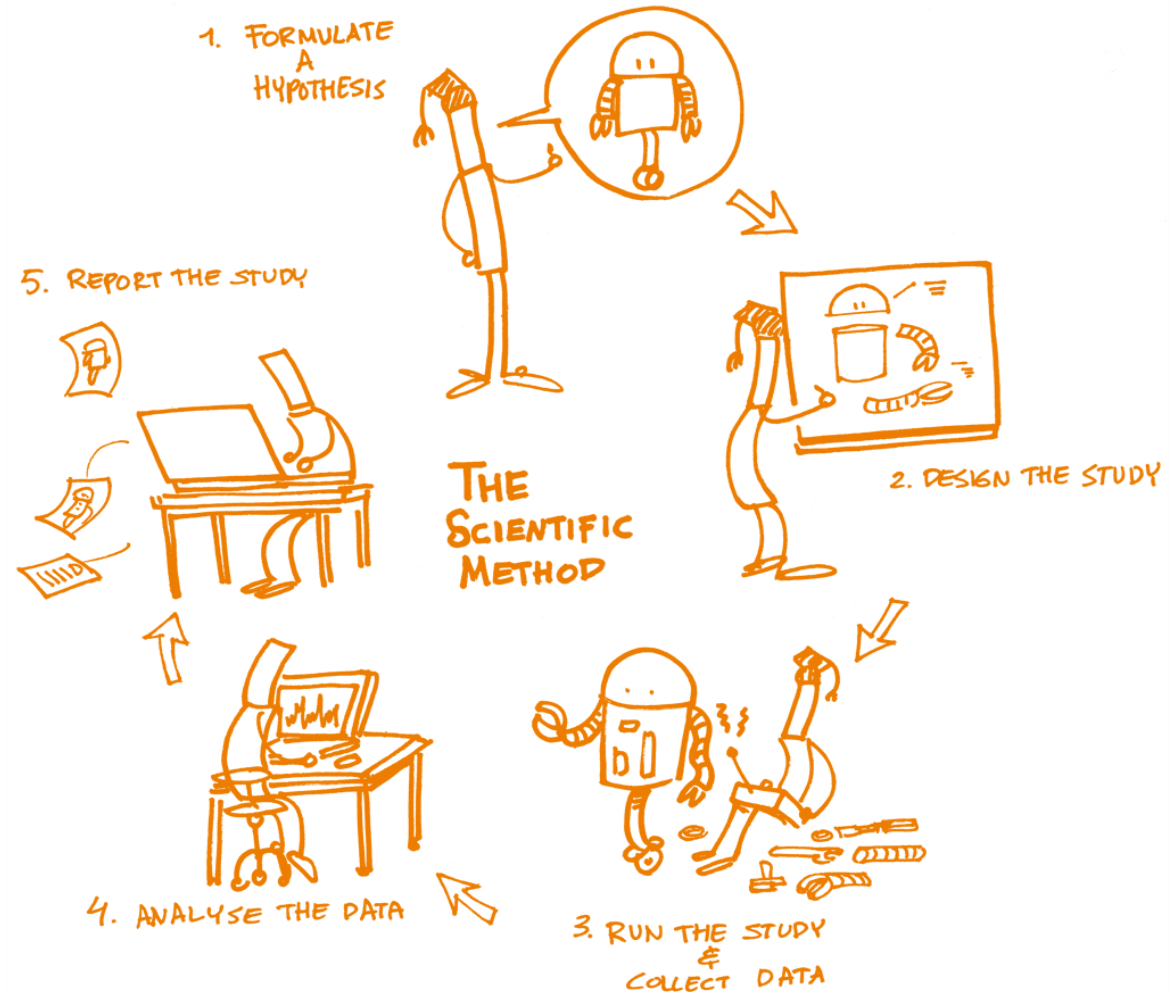 1. FORMULATE
A
HYPOTHESIS
2. DESIGN THE STUDY
3. RUN THE STUDY
&
COLLECT DATA
4. ANALYSE THE DATA
5. REPORT THE STUDY
THE
SCIENTIFIC
METHOD